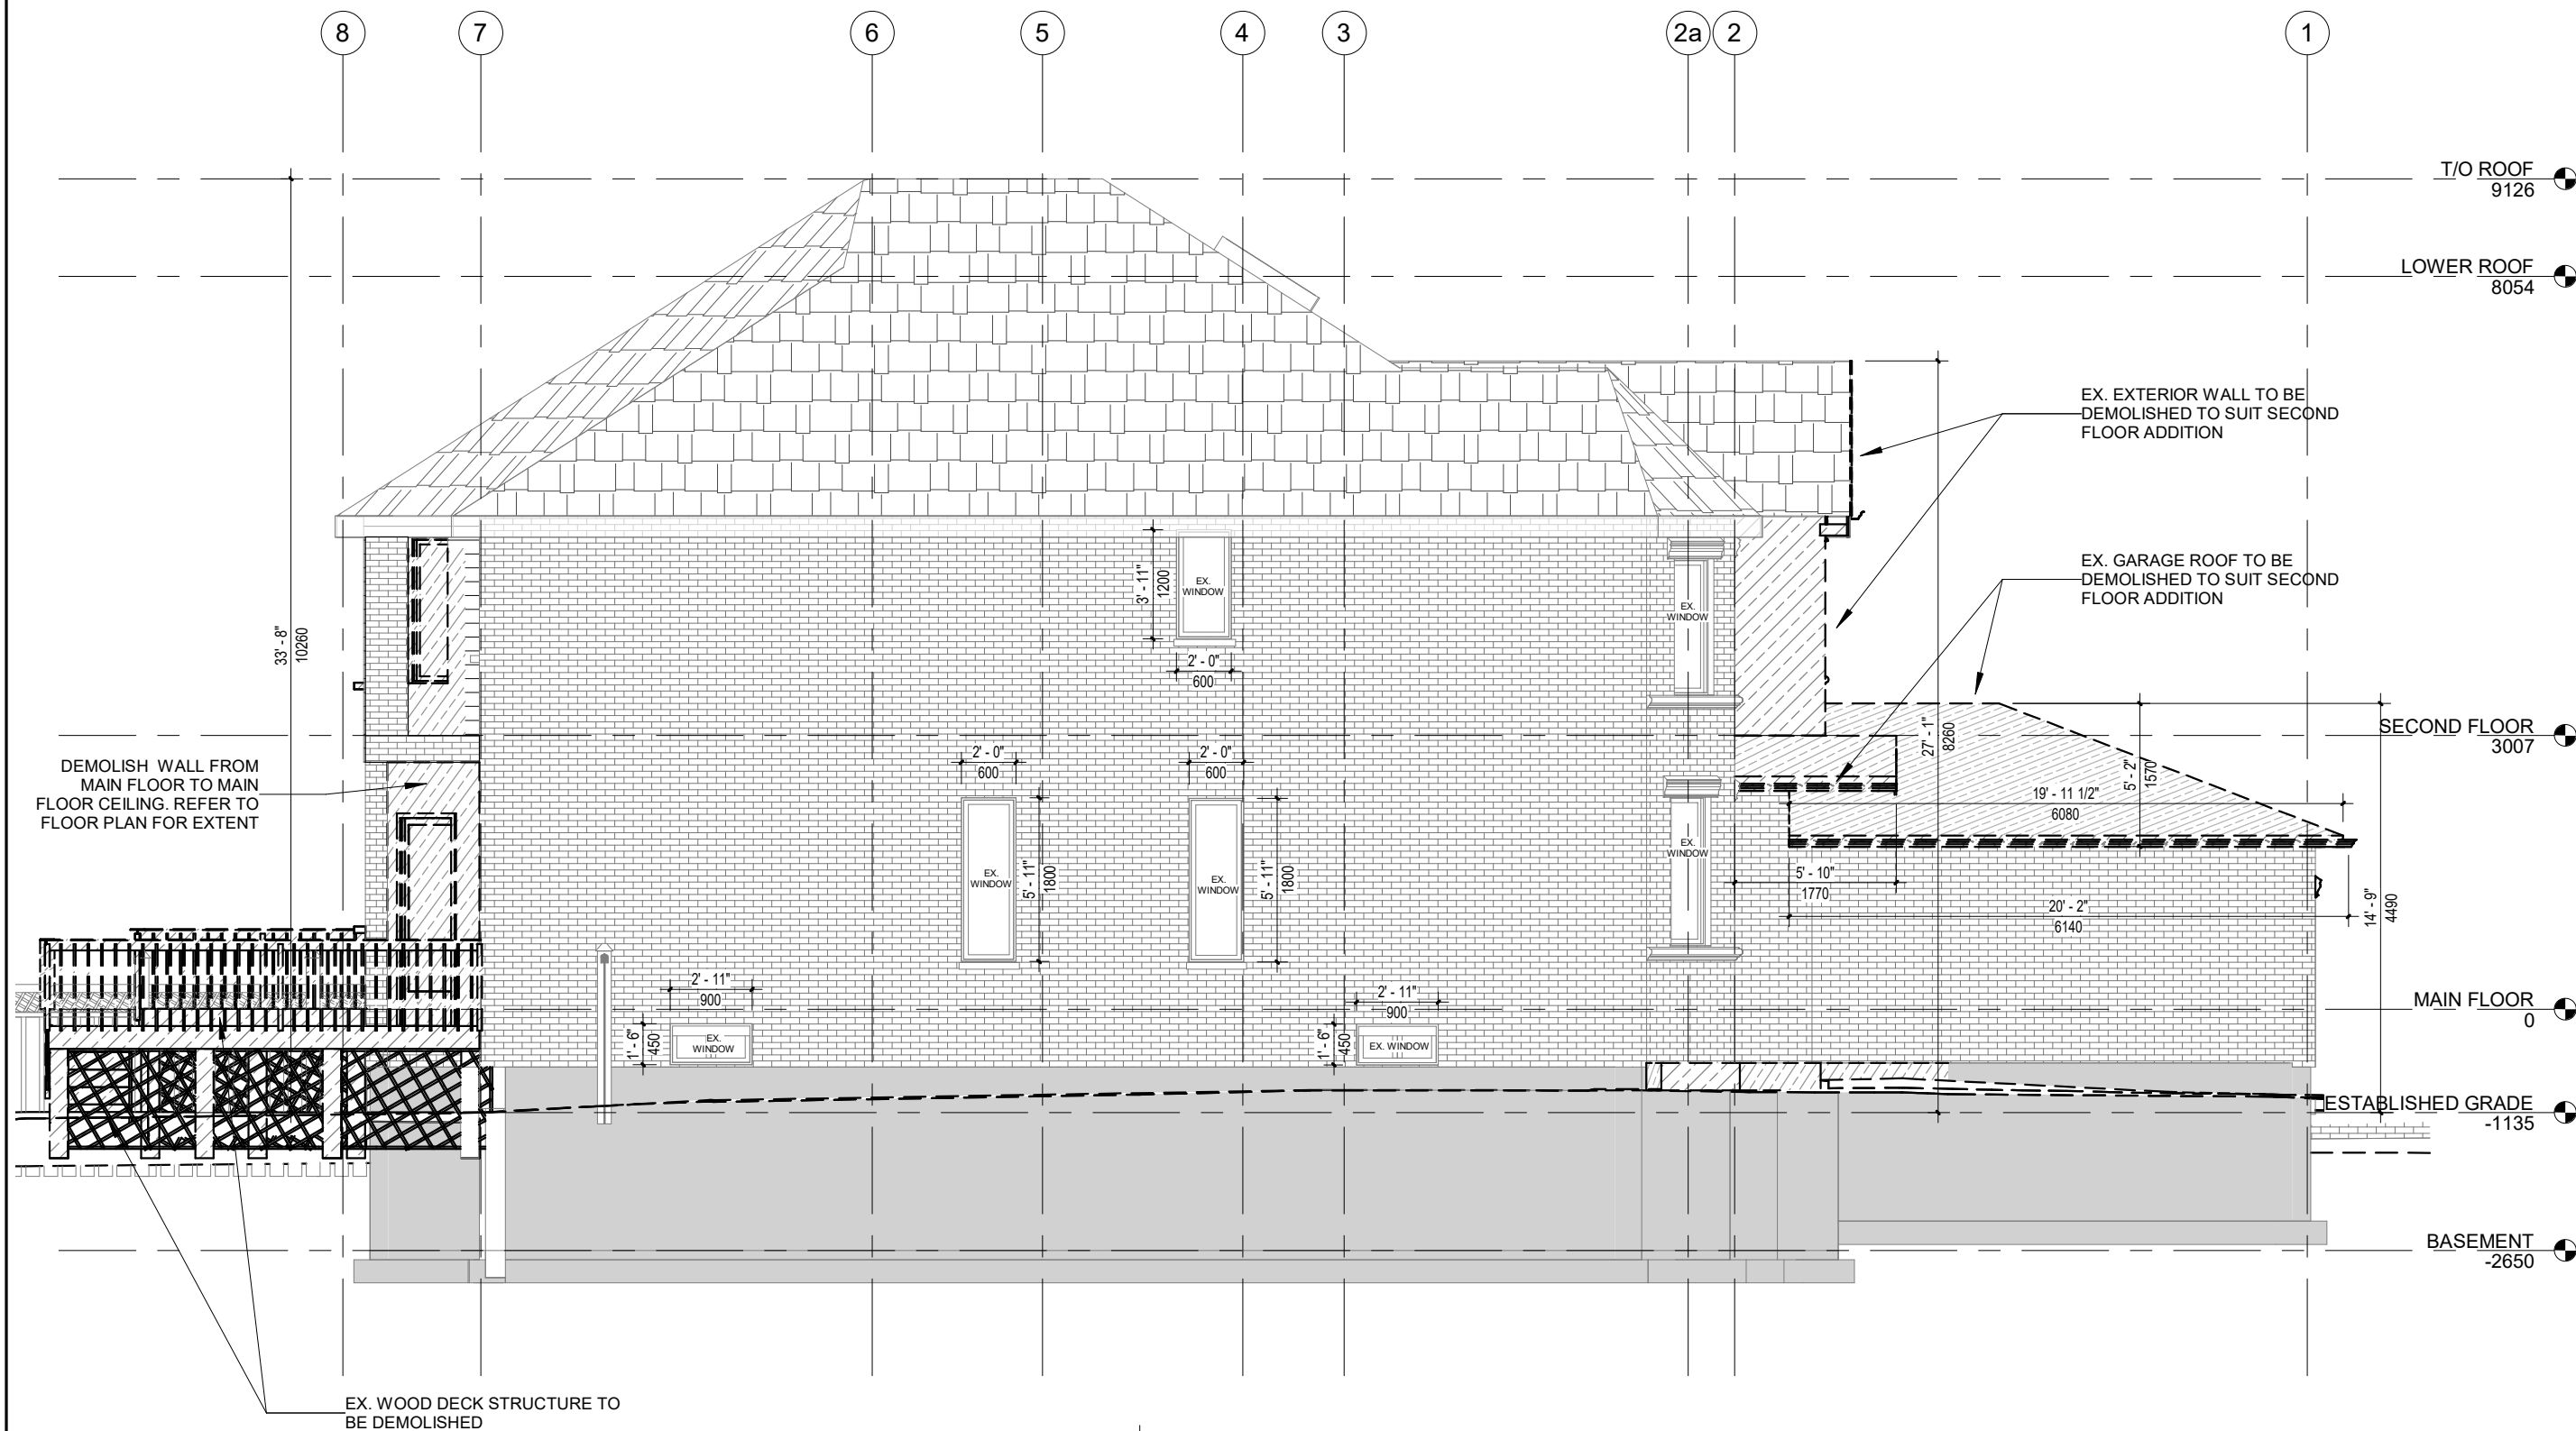 8
7
6
5
4
3
2a
2
1
T/O ROOF
9126
LOWER ROOF
8054
EX. EXTERIOR WALL TO BE
DEMOLISHED TO SUIT SECOND
FLOOR ADDITION
EX. GARAGE ROOF TO BE
DEMOLISHED TO SUIT SECOND
FLOOR ADDITION
3' - 11"
1200
EX.
WINDOW
2' - 0"
600
EX.
WINDOW
33' - 8"
10260
27' - 1"
8260
SECOND FLOOR
3007
DEMOLISH WALL FROM
MAIN FLOOR TO MAIN
FLOOR CEILING. REFER TO
FLOOR PLAN FOR EXTENT
2' - 0"
600
2' - 0"
600
5' - 2"
1570
19' - 11 1/2"
6080
EX.
WINDOW
5' - 11"
1800
EX.
WINDOW
5' - 11"
1800
EX.
WINDOW
5' - 10"
1770
20' - 2"
6140
14' - 9"
4490
2' - 11"
900
1' - 6"
450
EX.
WINDOW
2' - 11"
900
1' - 6"
450
EX. WINDOW
MAIN FLOOR
0
ESTABLISHED GRADE
-1135
BASEMENT
-2650
EX. WOOD DECK STRUCTURE TO
BE DEMOLISHED